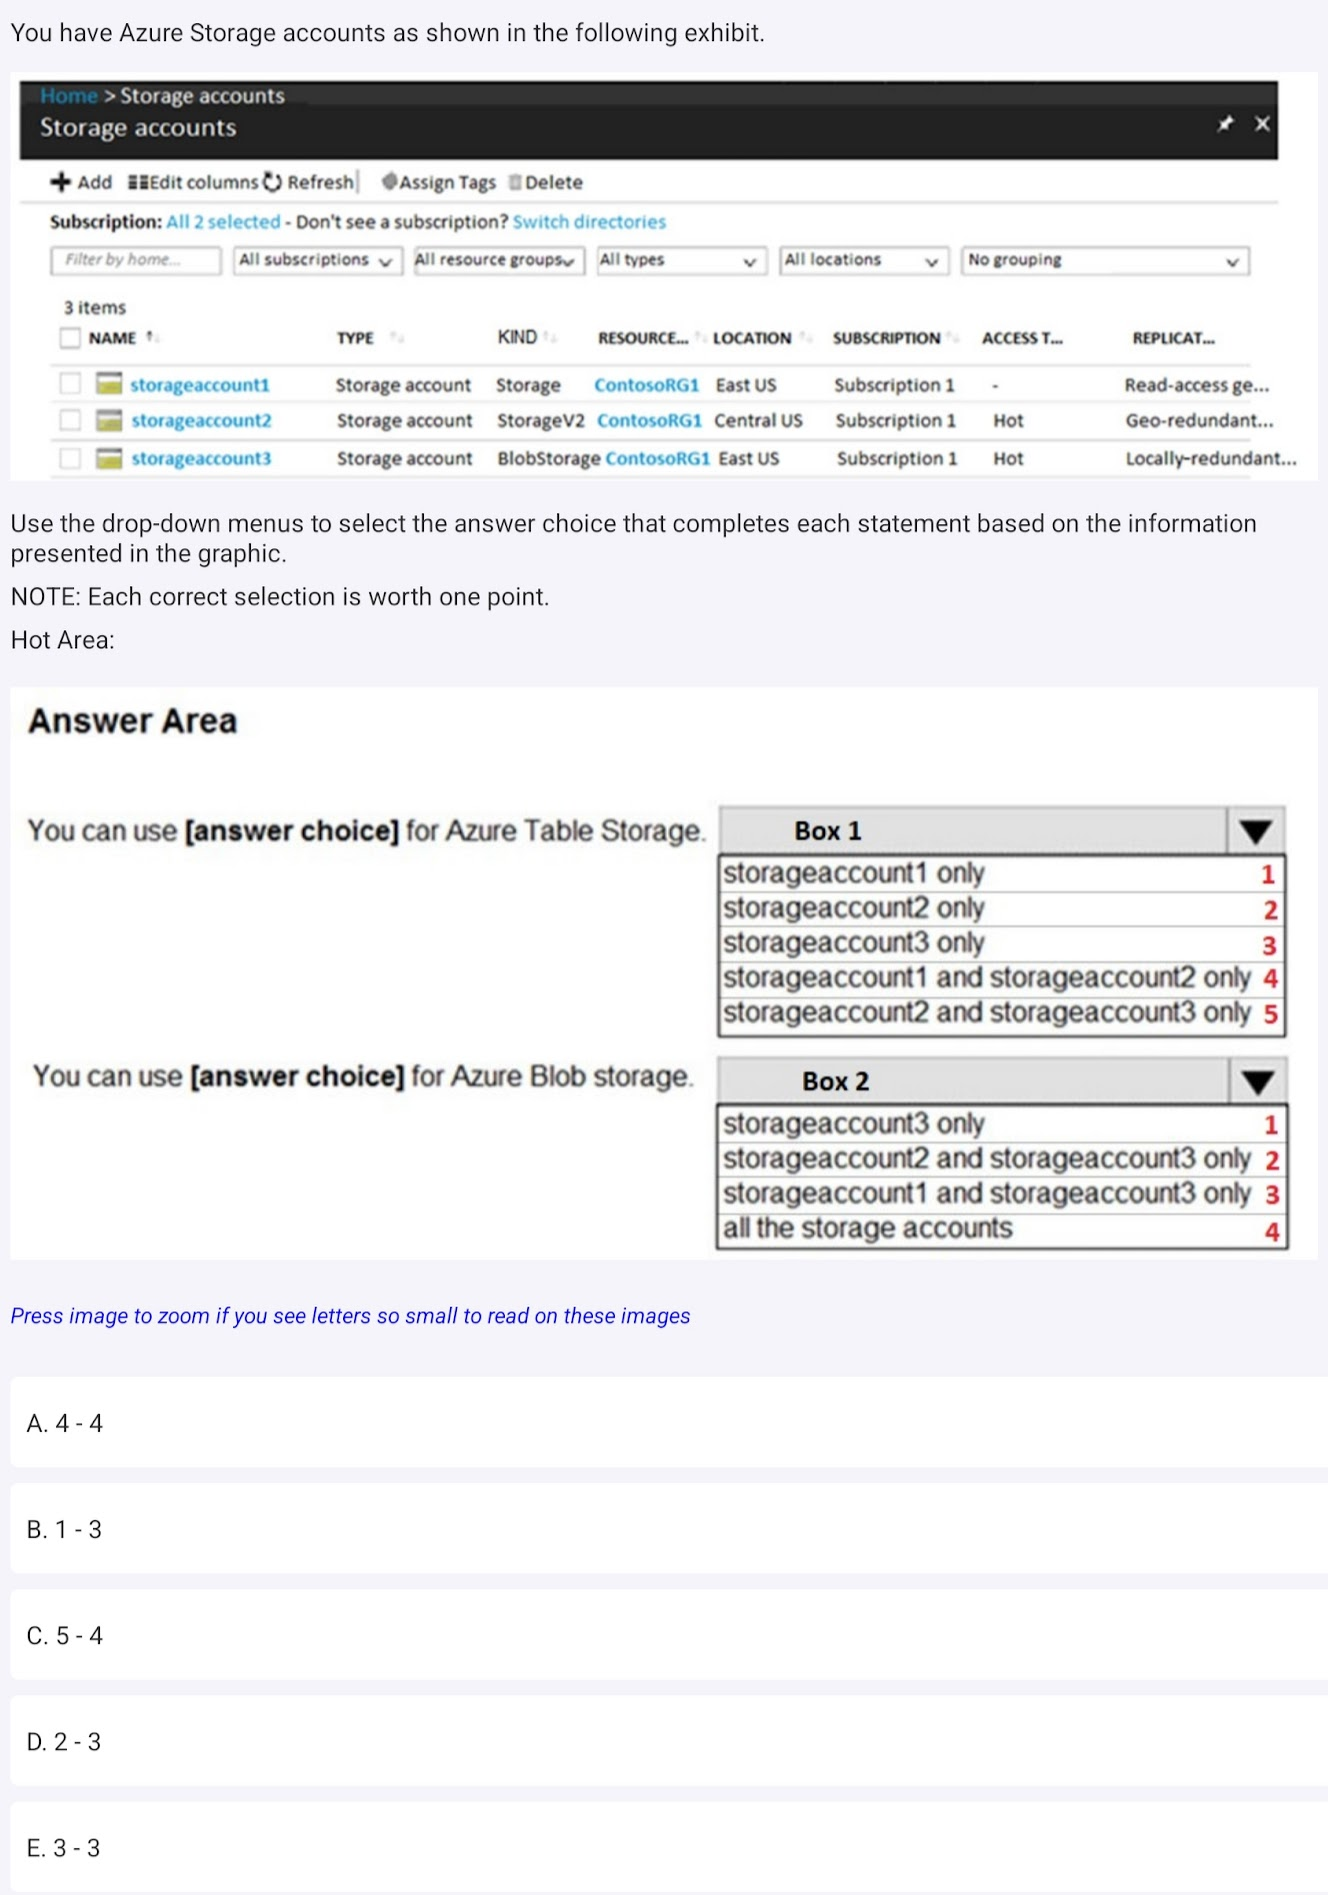 You have Azure Storage accounts as shown in the following exhibit.
Home > Storage accounts
Storage accounts
Add Edit columns Refresh Assign Tags Delete
Subscription: All 2 selected - Don't see a subscription? Switch directories
Filter by home... All subscriptions All resource groups All types All locations No grouping
3 items
NAME TYPE KIND RESOURCE... LOCATION SUBSCRIPTION ACCESS T... REPLICAT...
storageaccount1 Storage account Storage ContosoRG1 East US Subscription 1 - Read-access ge...
storageaccount2 Storage account StorageV2 ContosoRG1 Central US Subscription 1 Hot Geo-redundant...
storageaccount3 Storage account BlobStorage ContosoRG1 East US Subscription 1 Hot Locally-redundant...
Use the drop-down menus to select the answer choice that completes each statement based on the information
presented in the graphic.
NOTE: Each correct selection is worth one point.
Hot Area:
Answer Area
You can use [answer choice] for Azure Table Storage. Box 1
storageaccount1 only 1
storageaccount2 only 2
storageaccount3 only 3
storageaccount1 and storageaccount2 only 4
storageaccount2 and storageaccount3 only 5
You can use [answer choice] for Azure Blob storage. Box 2
storageaccount3 only 1
storageaccount2 and storageaccount3 only 2
storageaccount1 and storageaccount3 only 3
all the storage accounts 4
Press image to zoom if you see letters so small to read on these images
A. 4 - 4
B. 1 - 3
C. 5 - 4
D. 2 - 3
E. 3 - 3